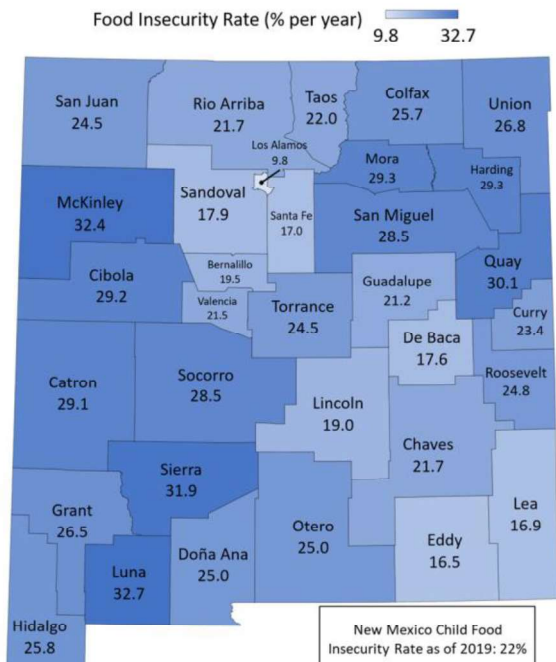 Food Insecurity Rate (% per year)
9.8
32.7
San Juan
24.5
Rio Arriba
21.7
Taos
22.0
Colfax
25.7
Union
26.8
Los Alamos
9.8
Mora
29.3
Harding
29.3
McKinley
32.4
Sandoval
17.9
Santa Fe
17.0
San Miguel
28.5
Quay
30.1
Cibola
29.2
Bernalillo
19.5
Valencia
21.5
Torrance
24.5
Guadalupe
21.2
Curry
23.4
De Baca
17.6
Roosevelt
24.8
Catron
29.1
Socorro
28.5
Lincoln
19.0
Chaves
21.7
Sierra
31.9
Grant
26.5
Luna
32.7
Doña Ana
25.0
Otero
25.0
Eddy
16.5
Lea
16.9
Hidalgo
25.8
New Mexico Child Food
Insecurity Rate as of 2019: 22%